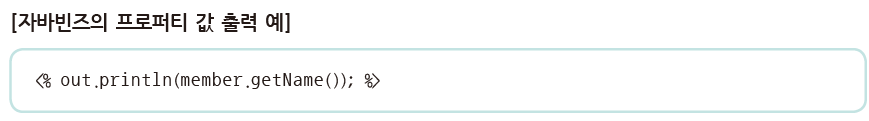 [자바빈즈의 프로퍼티 값 출력 예]
<% out.println(member.getName()); %>